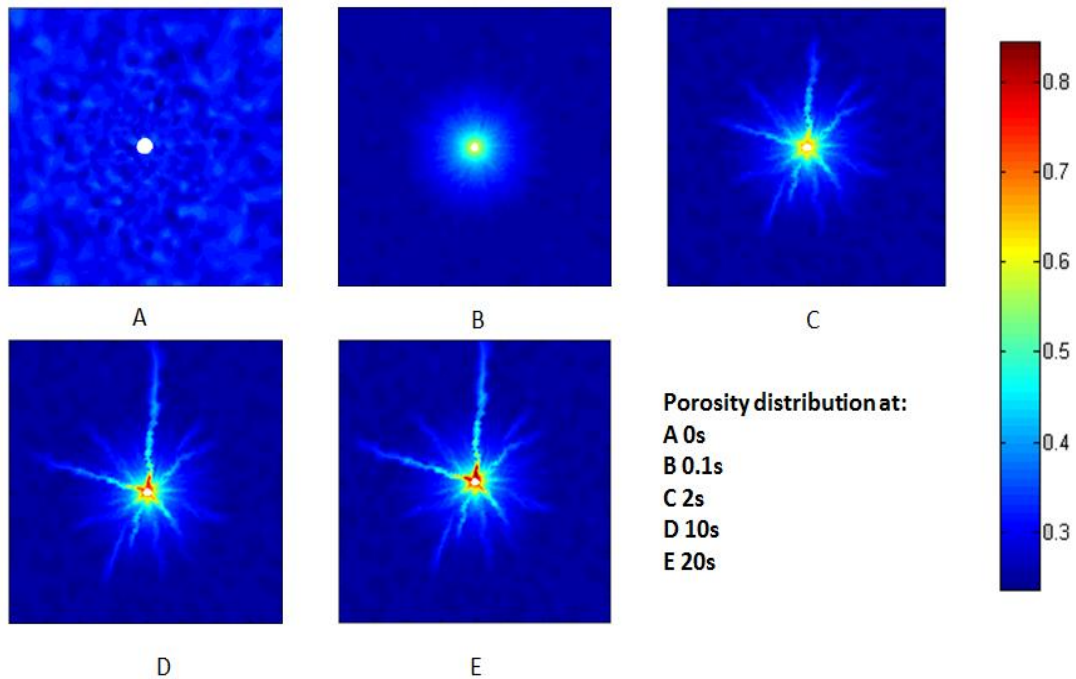 A
B
C
D
E
Porosity distribution at:
A 0s
B 0.1s
C 2s
D 10s
E 20s
0.8
0.7
0.6
0.5
0.4
0.3